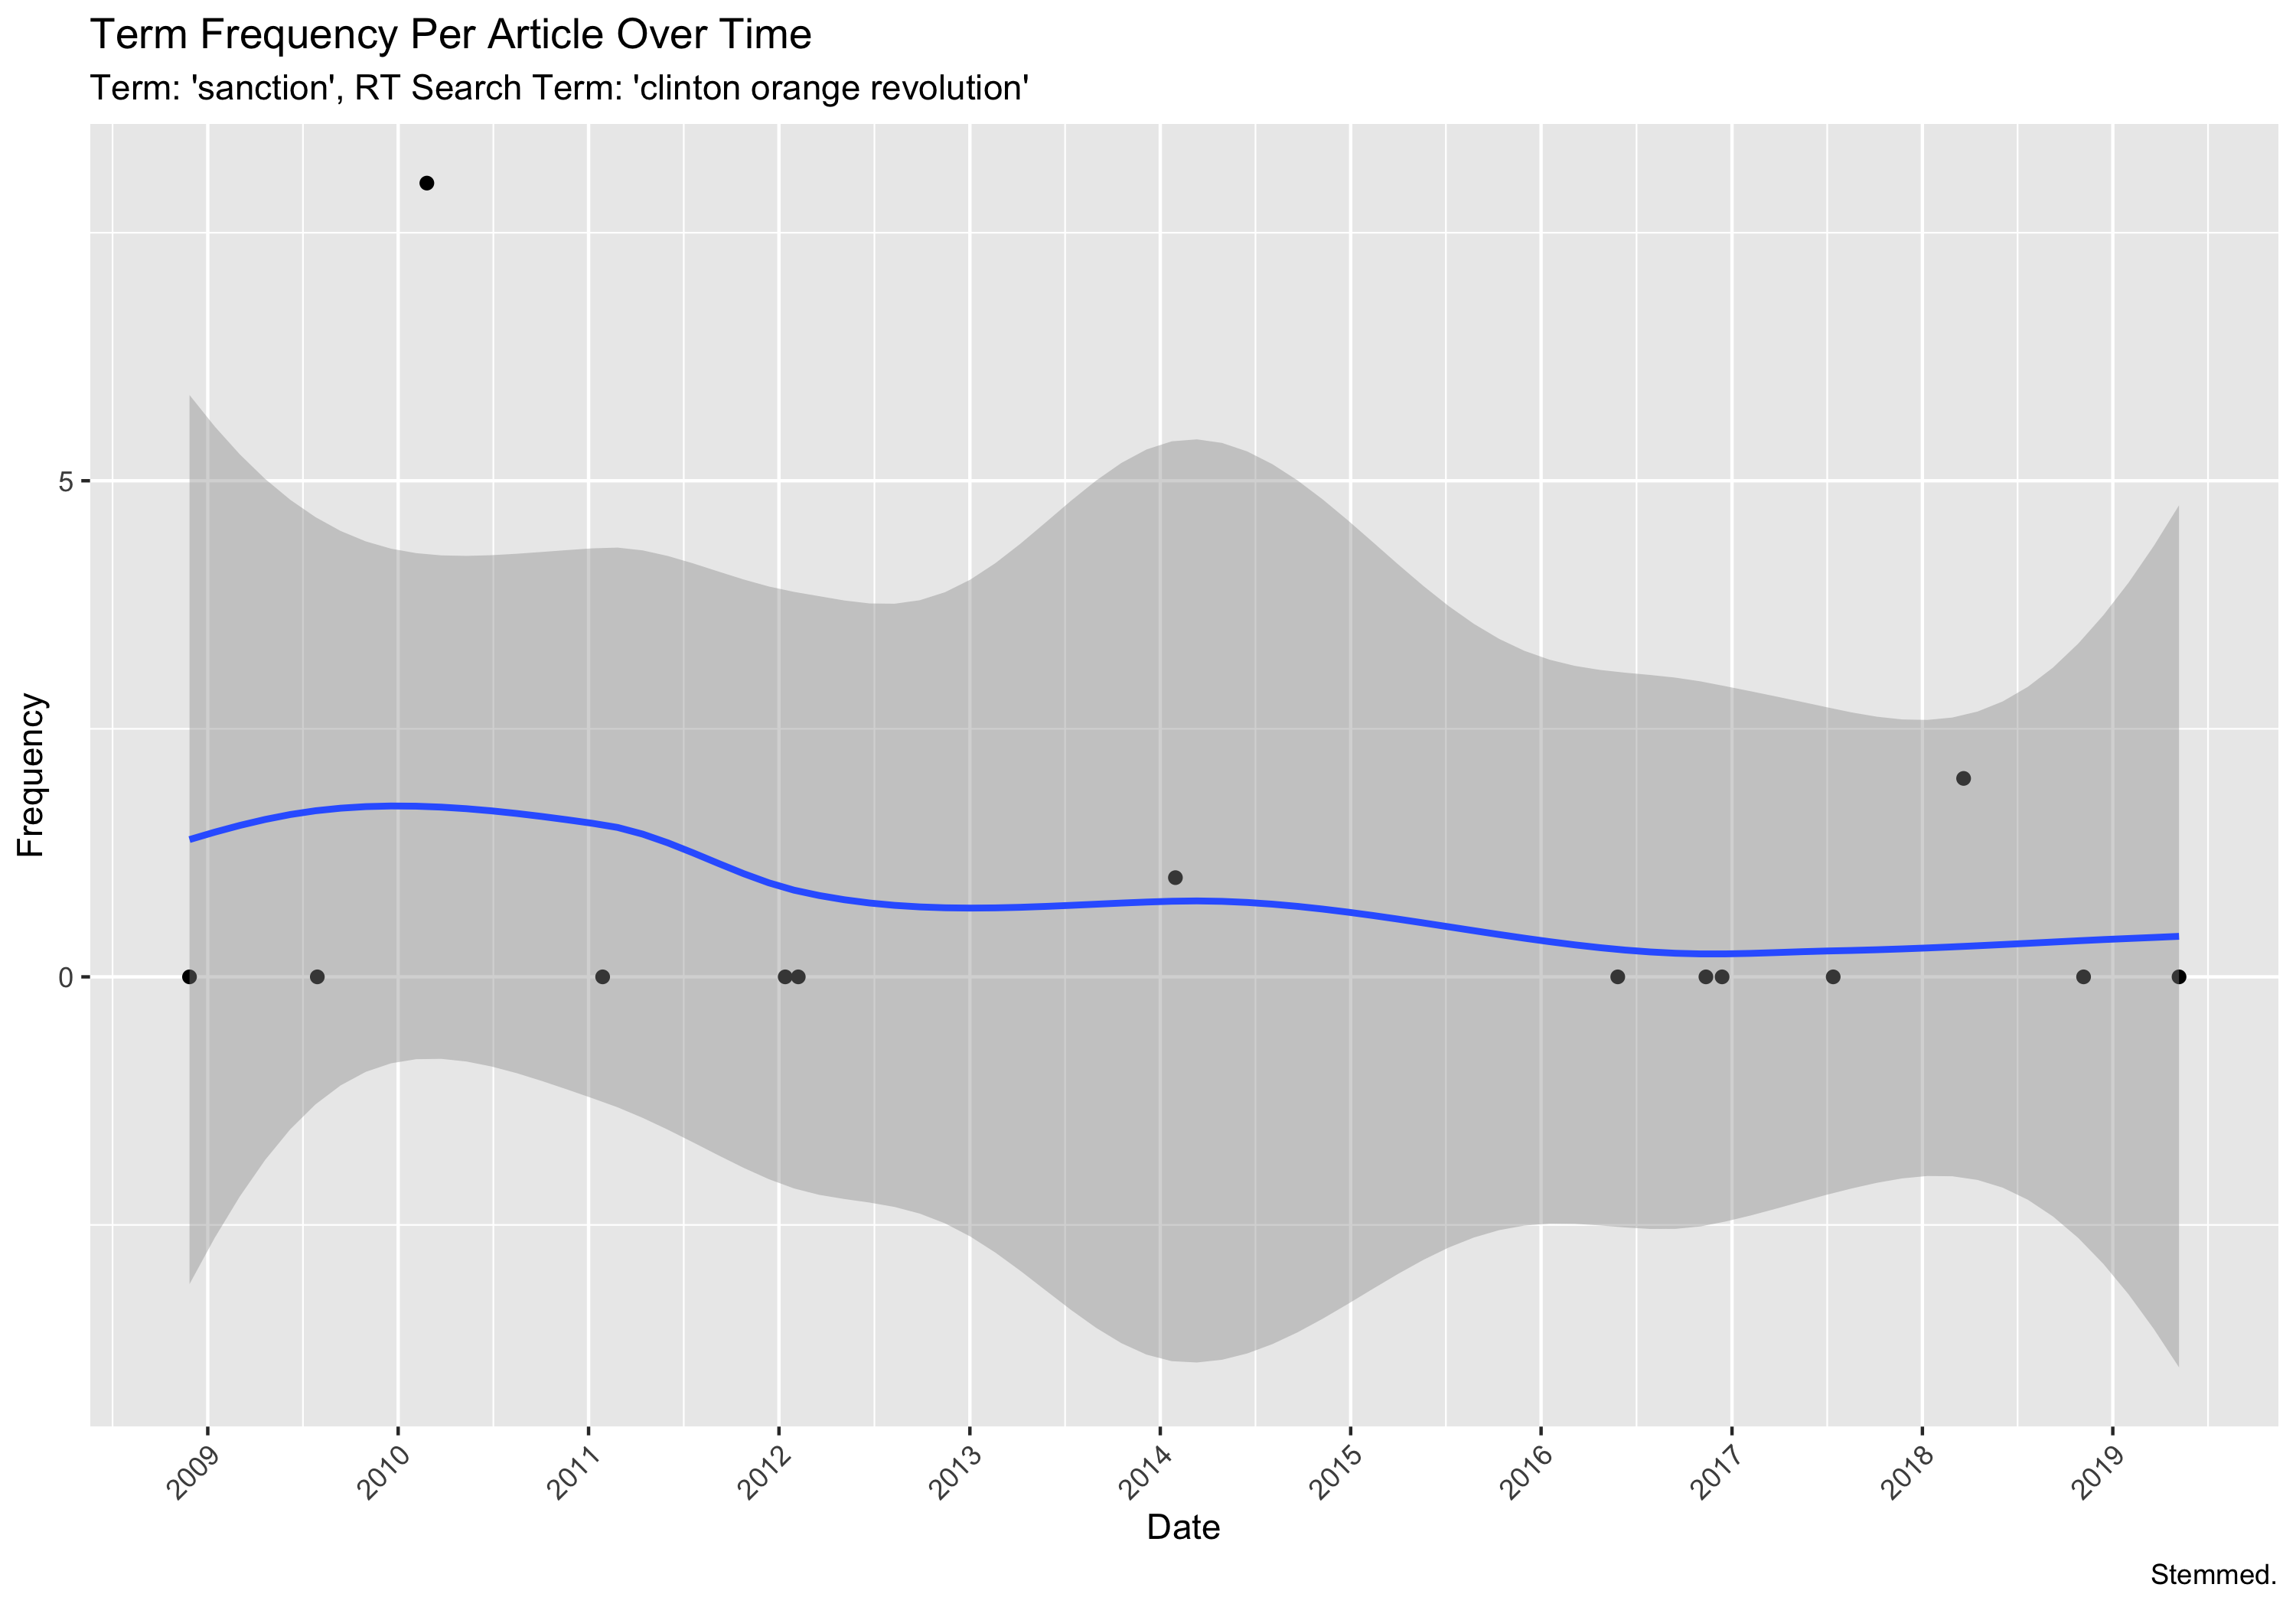 Term Frequency Per Article Over Time
Term: 'sanction', RT Search Term: 'clinton orange revolution'
Frequency
5
0
2009 2010 2011 2012 2013 2014 2015 2016 2017 2018 2019
Date
Stemmed.